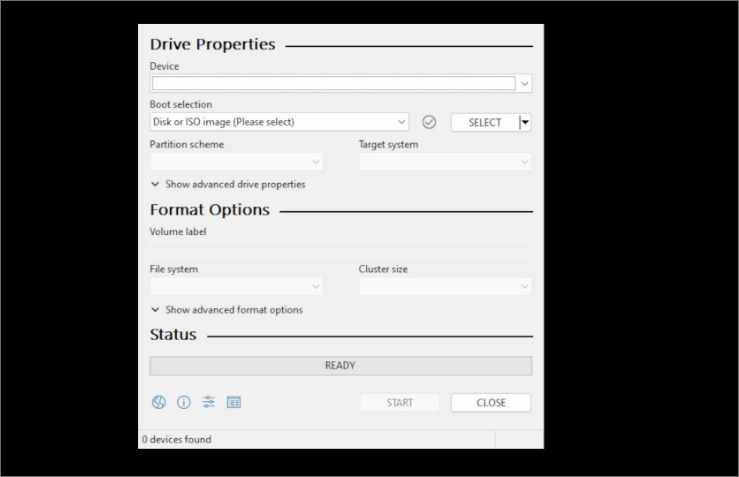 Drive Properties
Device
Boot selection
Disk or ISO image (Please select)
SELECT
Partition scheme
Target system
Show advanced drive properties
Format Options
Volume label
File system
Cluster size
Show advanced format options
Status
READY
START
CLOSE
0 devices found